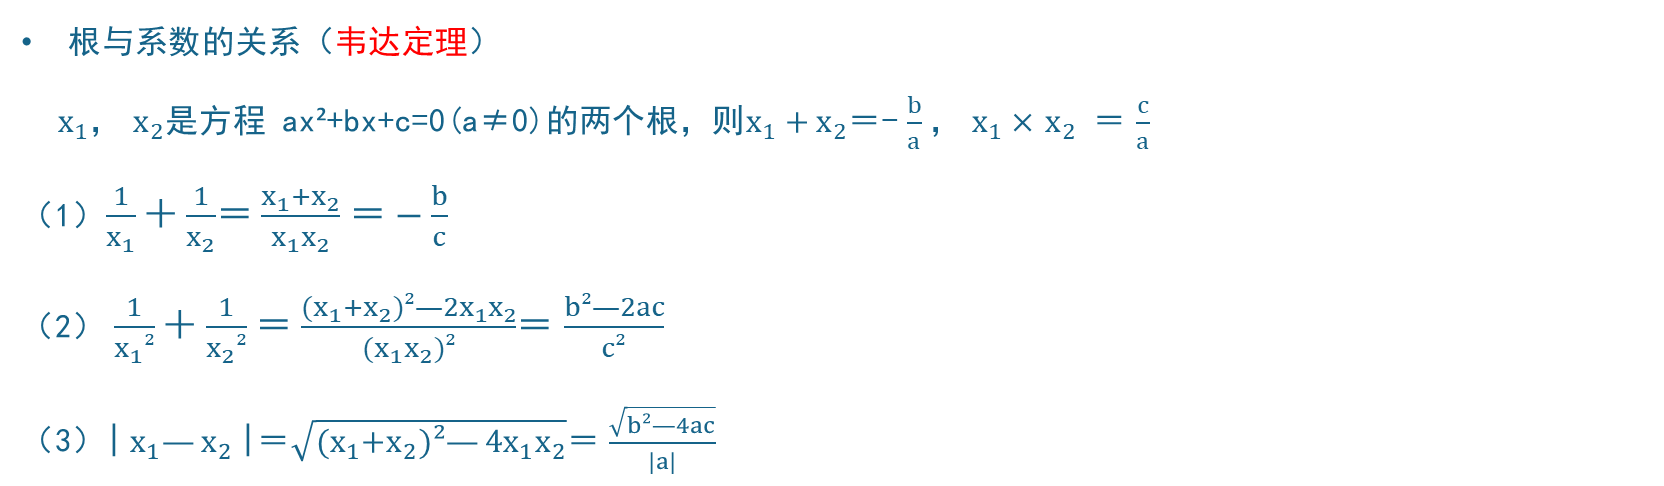 • 根与系数的关系（韦达定理）
x₁， x₂是方程 ax²+bx+c=0(a≠0)的两个根，则x₁ + x₂=-b/a， x₁ × x₂ = c/a
（1）1/x₁ + 1/x₂ = (x₁+x₂)/(x₁x₂) = −b/c
（2）1/x₁² + 1/x₂² = ((x₁+x₂)²—2x₁x₂)/(x₁x₂)² = (b²—2ac)/c²
（3）| x₁— x₂ |=√((x₁+x₂)²— 4x₁x₂)= √(b²—4ac)/|a|